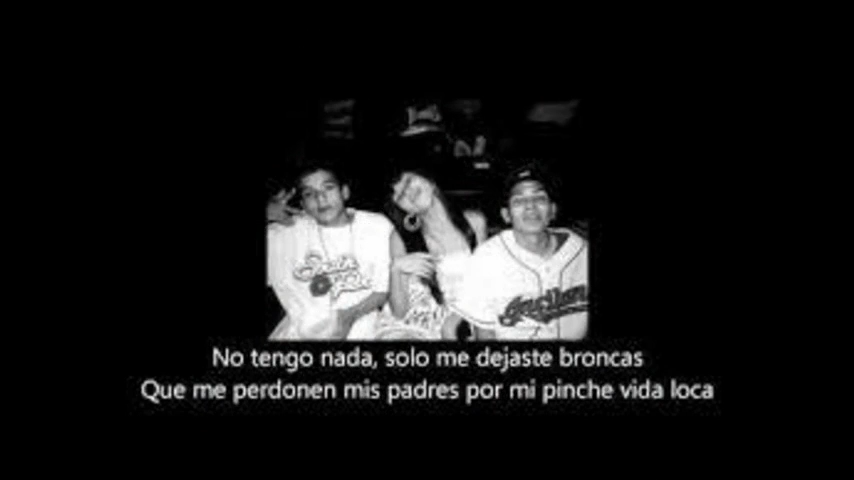 No tengo nada, solo me dejaste broncas
Que me perdonen mis padres por mi pinche vida loca